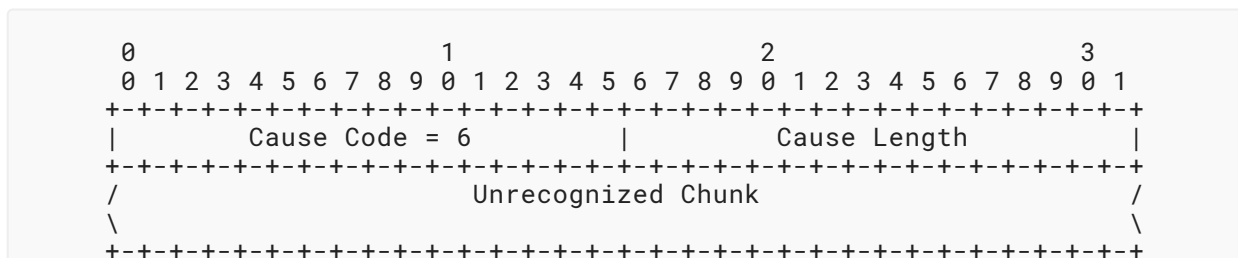 0                   1                   2                   3
 0 1 2 3 4 5 6 7 8 9 0 1 2 3 4 5 6 7 8 9 0 1 2 3 4 5 6 7 8 9 0 1
+-+-+-+-+-+-+-+-+-+-+-+-+-+-+-+-+-+-+-+-+-+-+-+-+-+-+-+-+-+-+-+-+
|        Cause Code = 6         |         Cause Length          |
+-+-+-+-+-+-+-+-+-+-+-+-+-+-+-+-+-+-+-+-+-+-+-+-+-+-+-+-+-+-+-+-+
/                      Unrecognized Chunk                       /
\                                                               \
+-+-+-+-+-+-+-+-+-+-+-+-+-+-+-+-+-+-+-+-+-+-+-+-+-+-+-+-+-+-+-+-+